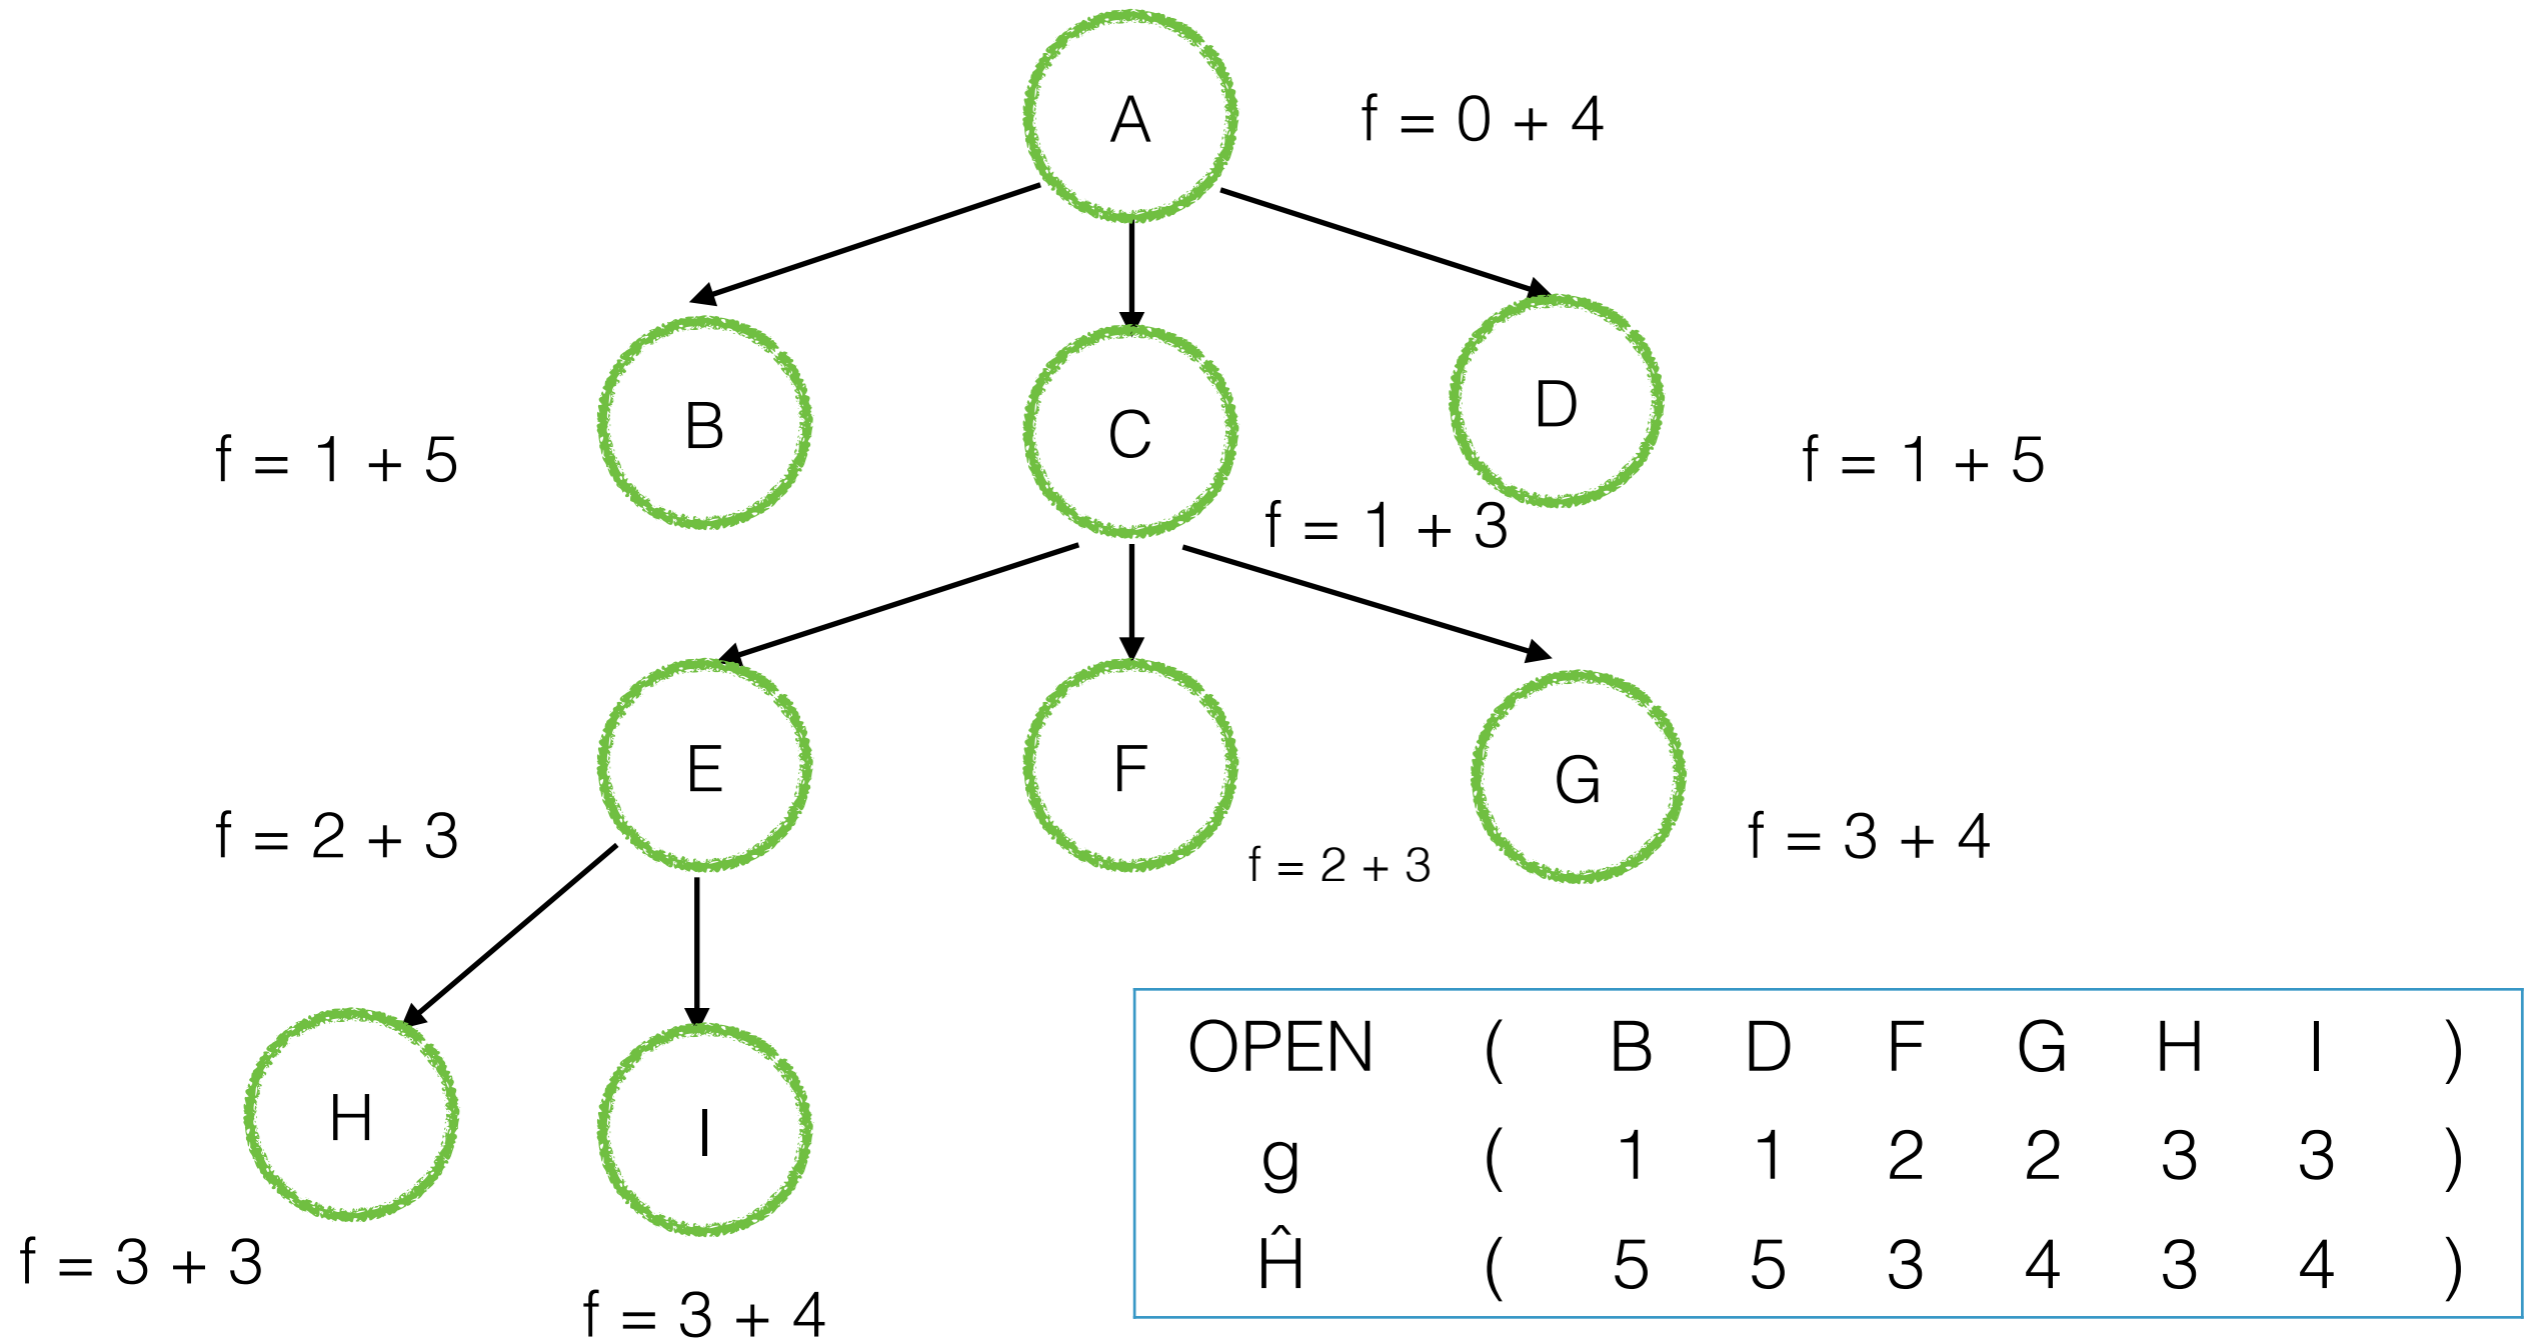 A
f = 0 + 4
B
C
D
f = 1 + 5
f = 1 + 3
f = 1 + 5
E
F
G
f = 2 + 3
f = 2 + 3
f = 3 + 4
H
I
f = 3 + 3
f = 3 + 4
OPEN ( B D F G H I )
g ( 1 1 2 2 3 3 )
Ĥ ( 5 5 3 4 3 4 )